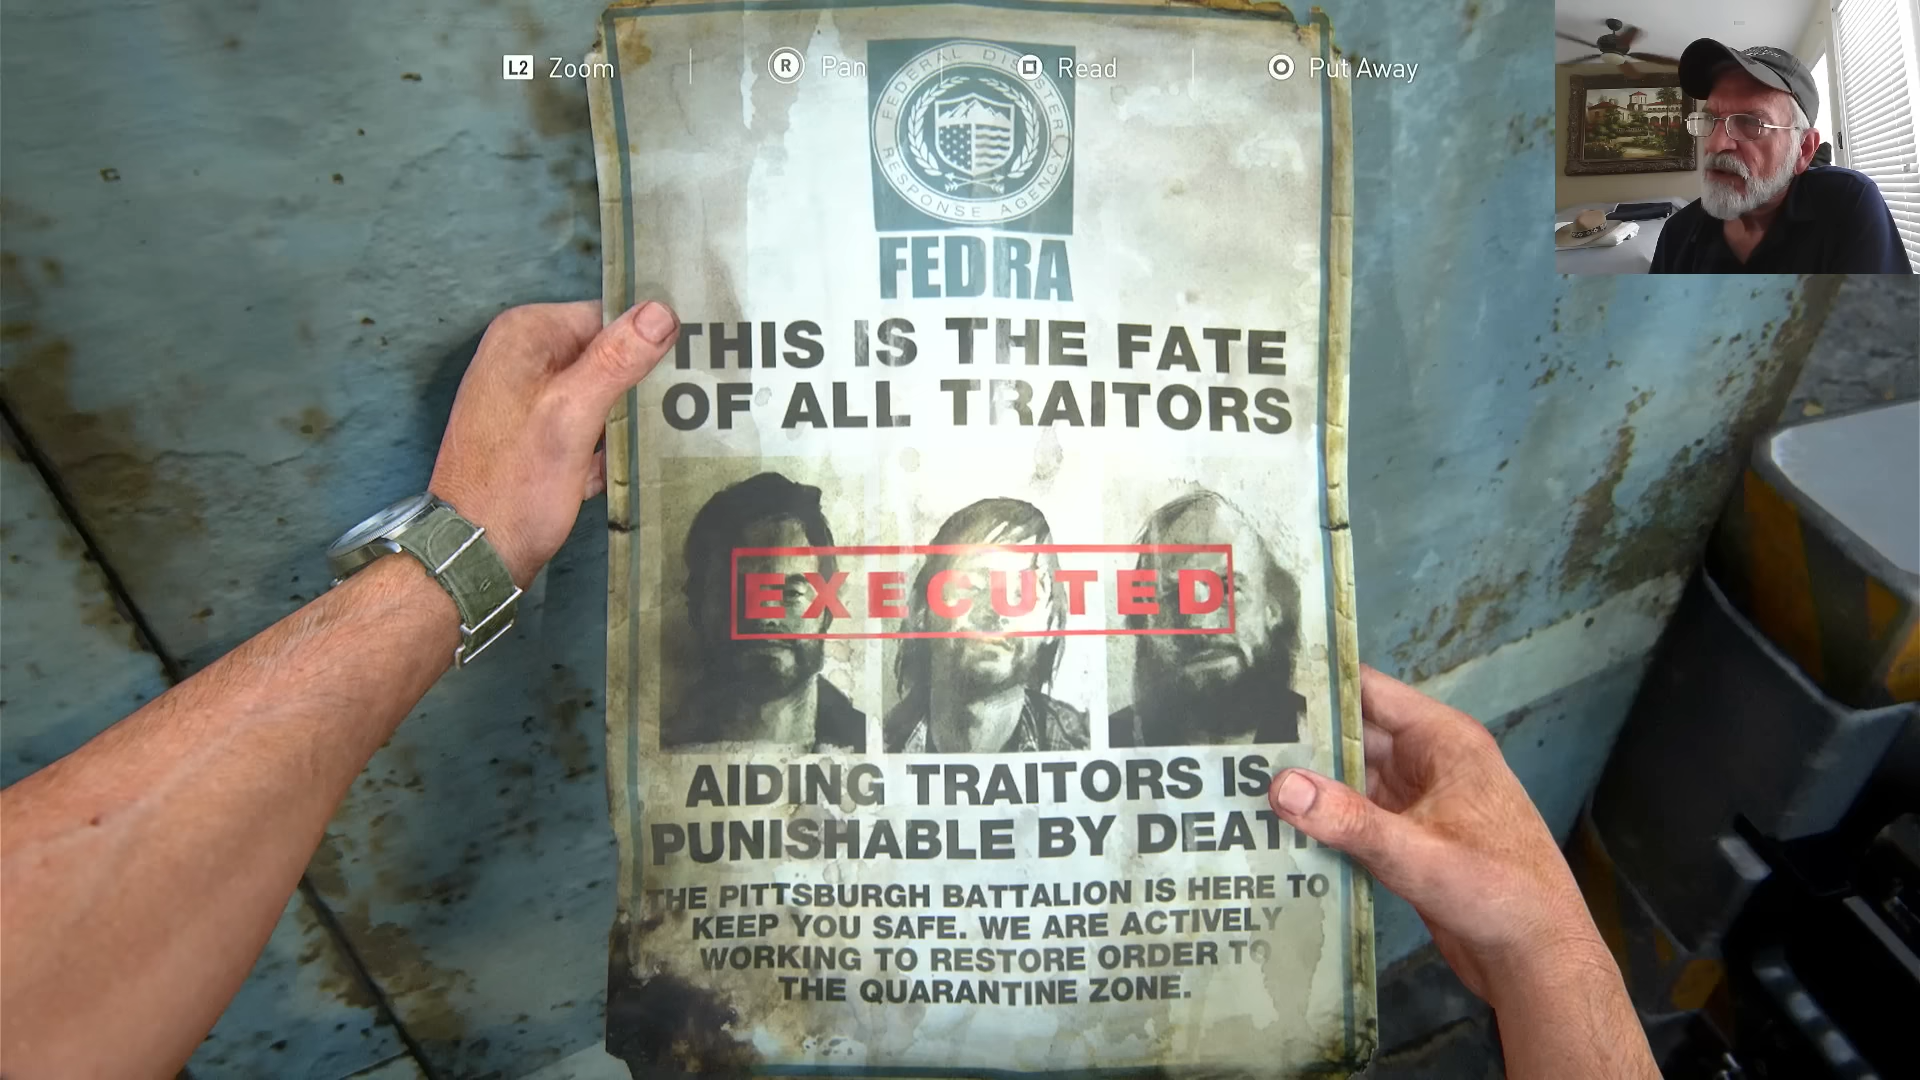 L2 Zoom
R Pan
Read
Put Away
FEDERAL DISASTER
RESPONSE AGENCY
FEDRA
THIS IS THE FATE
OF ALL TRAITORS
EXECUTED
AIDING TRAITORS IS
PUNISHABLE BY DEATH
THE PITTSBURGH BATTALION IS HERE TO
KEEP YOU SAFE. WE ARE ACTIVELY
WORKING TO RESTORE ORDER TO
THE QUARANTINE ZONE.